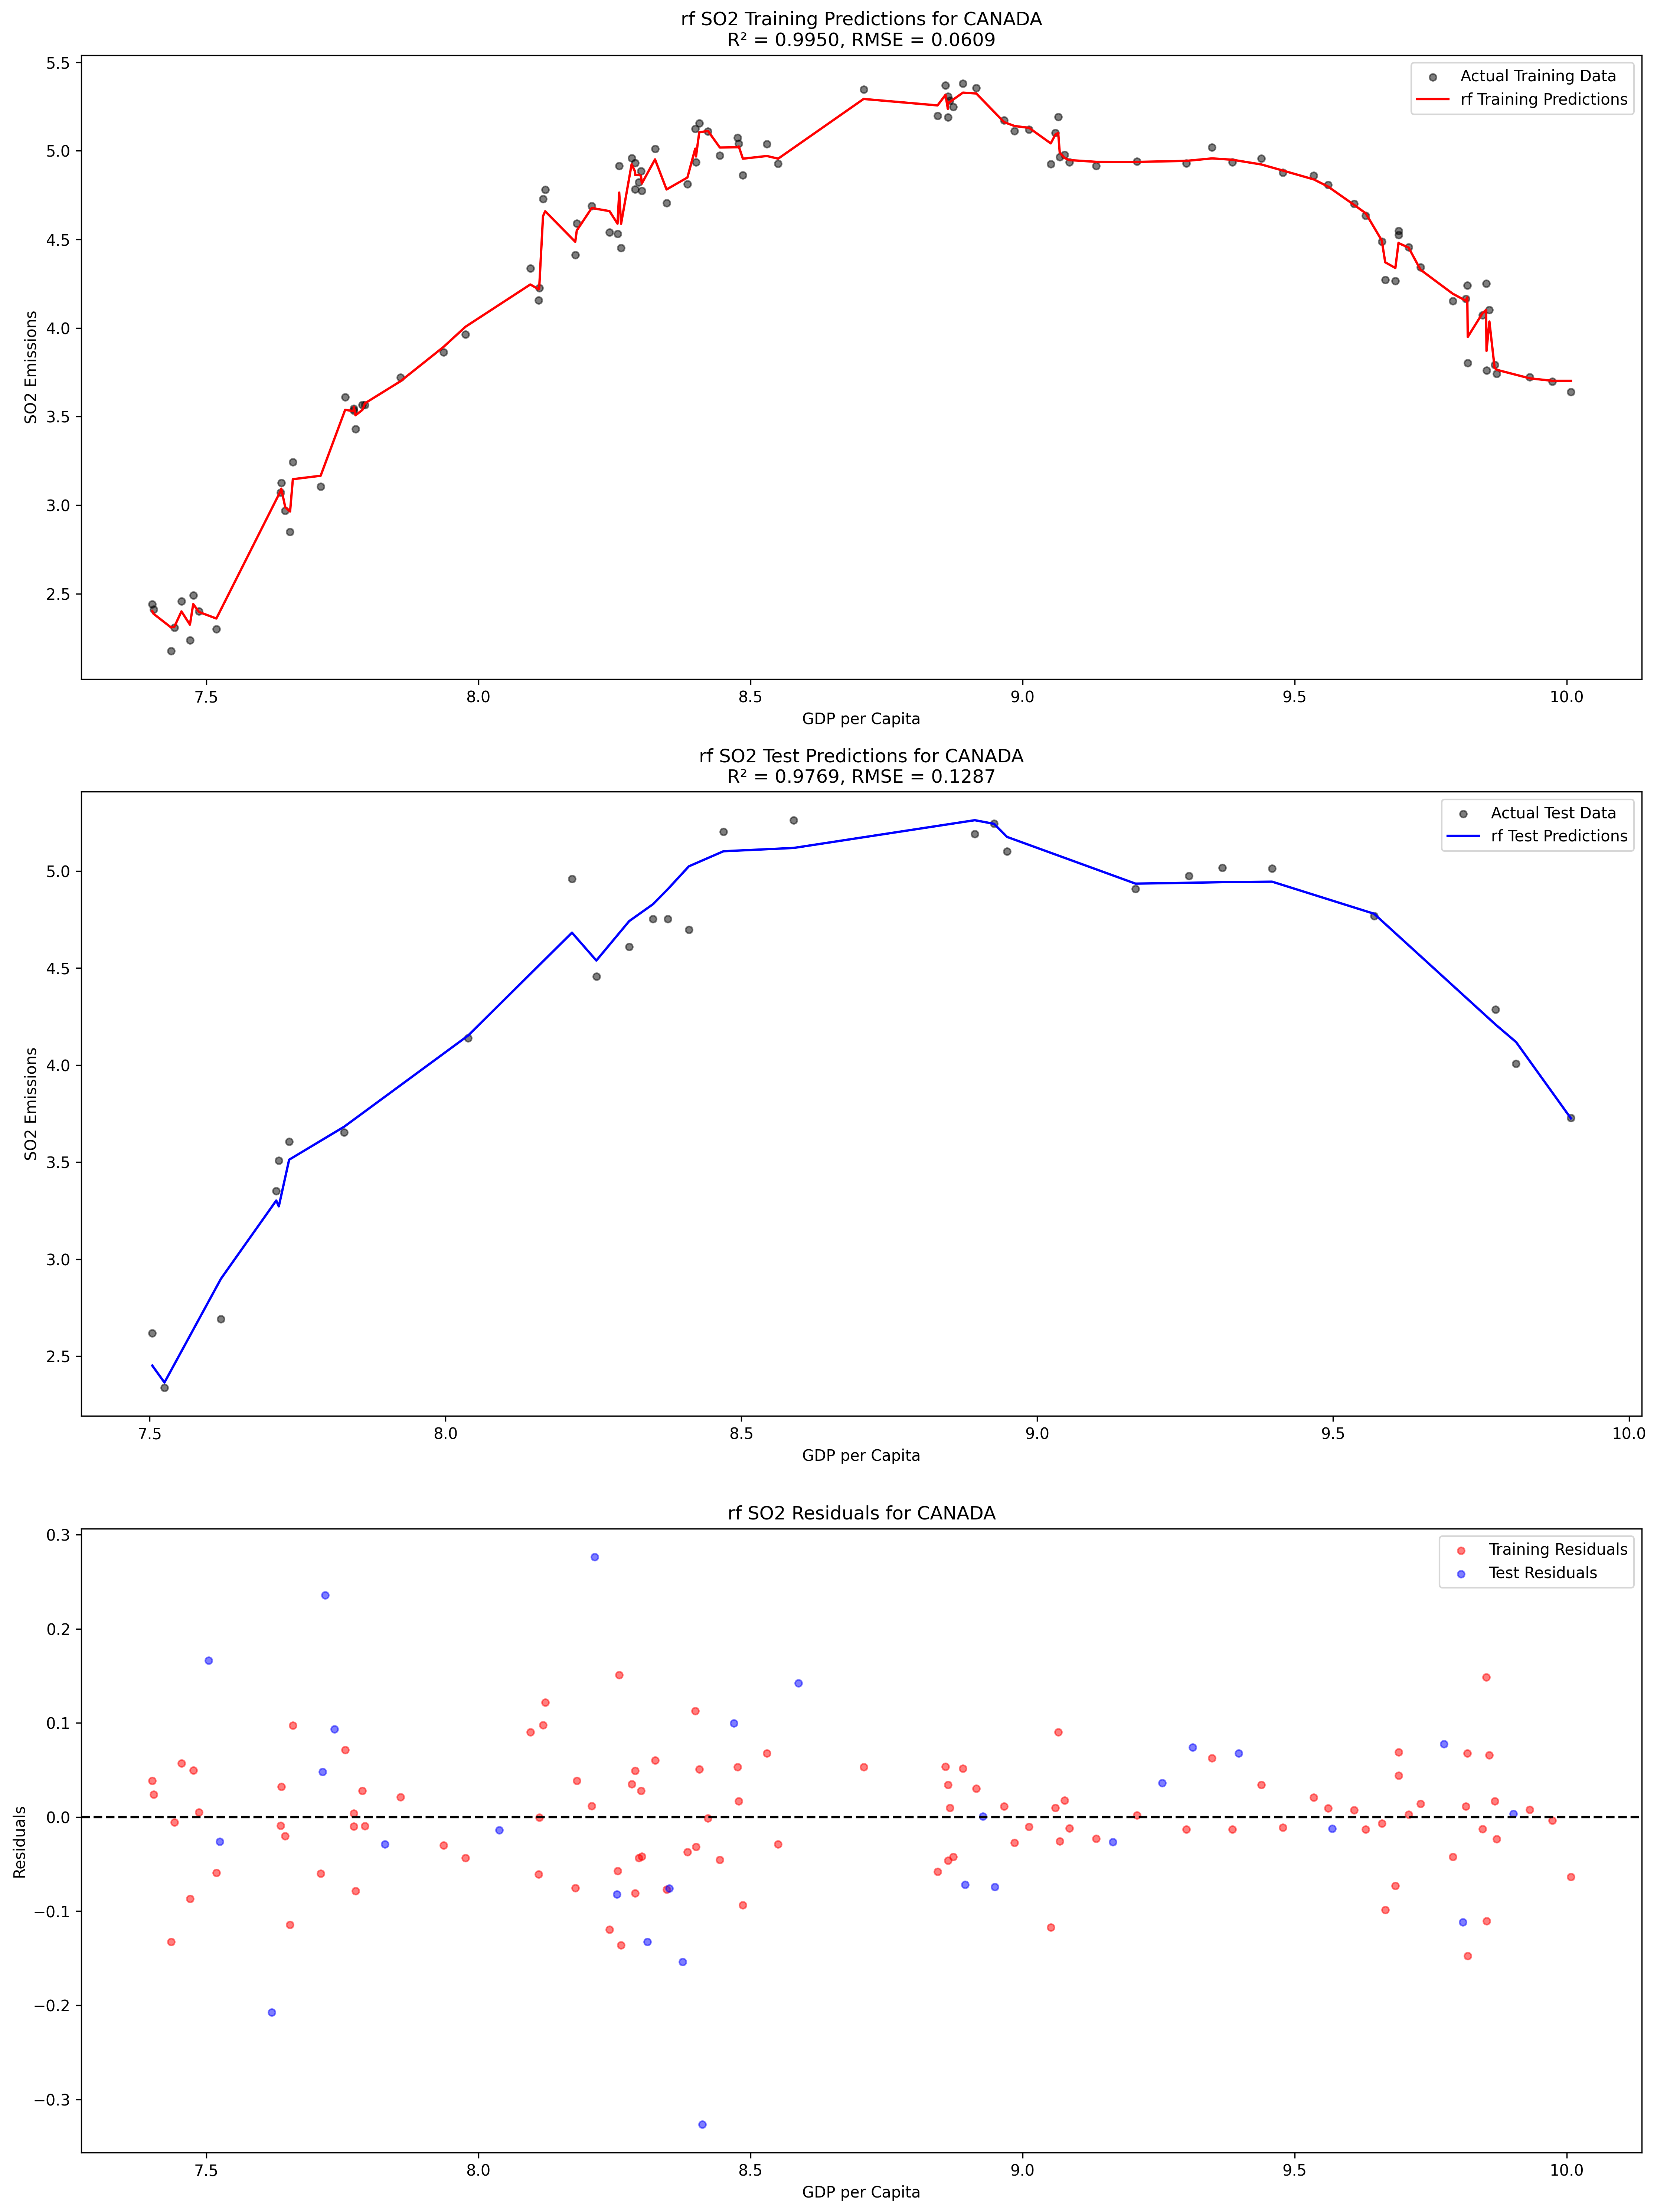 rf SO2 Training Predictions for CANADA
R² = 0.9950, RMSE = 0.0609
5.5
5.0
4.5
4.0
3.5
3.0
2.5
SO2 Emissions
Actual Training Data
rf Training Predictions
7.5 8.0 8.5 9.0 9.5 10.0
GDP per Capita
rf SO2 Test Predictions for CANADA
R² = 0.9769, RMSE = 0.1287
5.0
4.5
4.0
3.5
3.0
2.5
SO2 Emissions
Actual Test Data
rf Test Predictions
7.5 8.0 8.5 9.0 9.5 10.0
GDP per Capita
rf SO2 Residuals for CANADA
0.3
0.2
0.1
0.0
−0.1
−0.2
−0.3
Residuals
Training Residuals
Test Residuals
7.5 8.0 8.5 9.0 9.5 10.0
GDP per Capita